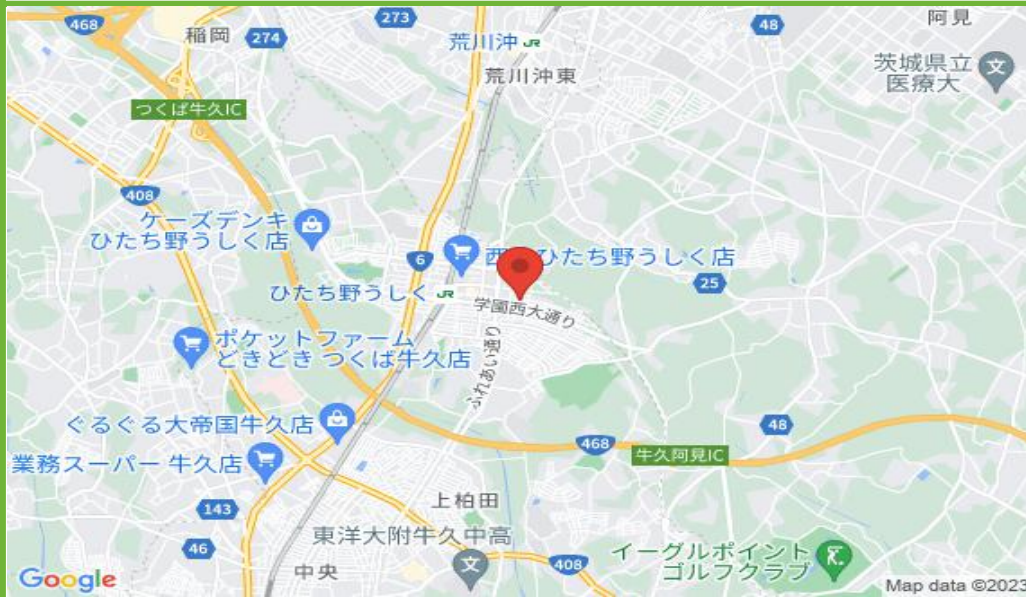 468
273
48
阿見
稲岡
274
荒川沖 JR
荒川沖東
茨城県立
医療大
文
つくば牛久IC
408
ケーズデンキ
ひたち野うしく店
6
西
ひたち野うしく店
25
ひたち野うしく JR
学園西大通り
ポケットファーム
どきどき つくば牛久店
ふれあい通り
ぐるぐる大帝国牛久店
48
468
牛久阿見IC
業務スーパー 牛久店
143
上柏田
46
東洋大附牛久中高
文
408
イーグルポイント
ゴルフクラブ
中央
Google
Map data ©2023